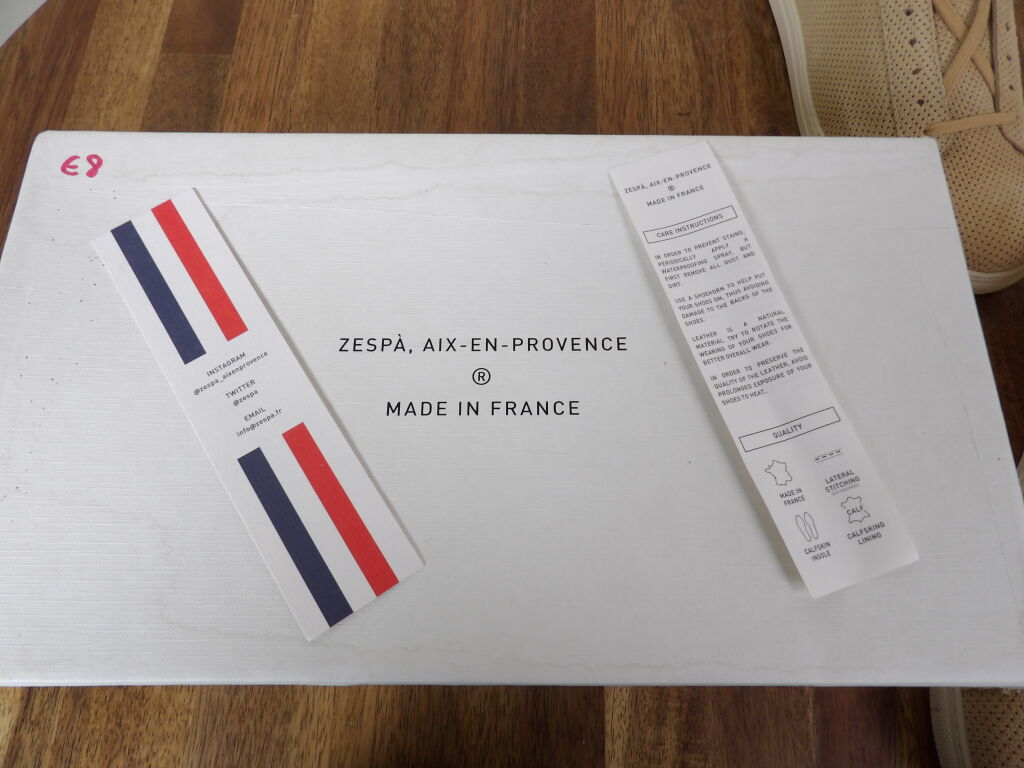 €8
ZESPÀ, AIX-EN-PROVENCE
®
MADE IN FRANCE
INSTAGRAM
@zespa_aixenprovence
TWITTER
@zespa
EMAIL
info@zespa.fr
ZESPÀ, AIX-EN-PROVENCE
®
MADE IN FRANCE
CARE INSTRUCTIONS
IN ORDER TO PREVENT STAINS,
PERIODICALLY APPLY A
WATERPROOFING SPRAY, BUT
FIRST REMOVE ALL DUST AND
DIRT.
USE A SHOEHORN TO HELP PUT
YOUR SHOES ON, THUS AVOIDING
DAMAGE TO THE BACKS OF THE
SHOES.
LEATHER IS A NATURAL
MATERIAL, TRY TO ROTATE THE
WEARING OF YOUR SHOES FOR
BETTER OVERALL WEAR.
IN ORDER TO PRESERVE THE
QUALITY OF THE LEATHER, AVOID
PROLONGED EXPOSURE OF YOUR
SHOES TO HEAT.
QUALITY
MADE IN
FRANCE
LATERAL
STITCHING
CALFSKIN
INSOLE
CALF
CALFSKING
LINING